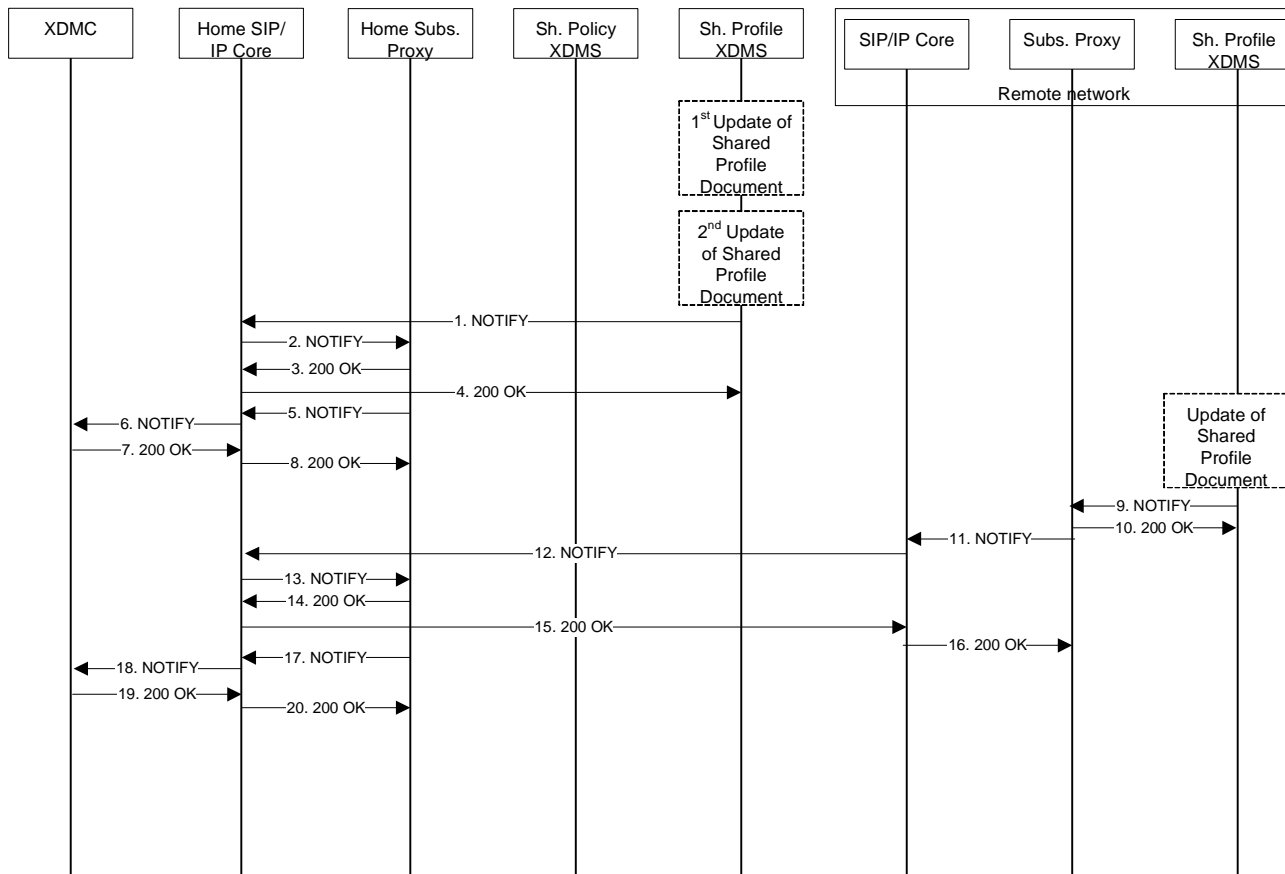 XDMC
Home SIP/
IP Core
Home Subs.
Proxy
Sh. Policy
XDMS
Sh. Profile
XDMS
SIP/IP Core
Subs. Proxy
Sh. Profile
XDMS
Remote network
1st Update of
Shared
Profile
Document
2nd Update
of Shared
Profile
Document
1. NOTIFY
2. NOTIFY
3. 200 OK
4. 200 OK
5. NOTIFY
6. NOTIFY
7. 200 OK
8. 200 OK
Update of
Shared
Profile
Document
9. NOTIFY
10. 200 OK
11. NOTIFY
12. NOTIFY
13. NOTIFY
14. 200 OK
15. 200 OK
16. 200 OK
17. NOTIFY
18. NOTIFY
19. 200 OK
20. 200 OK